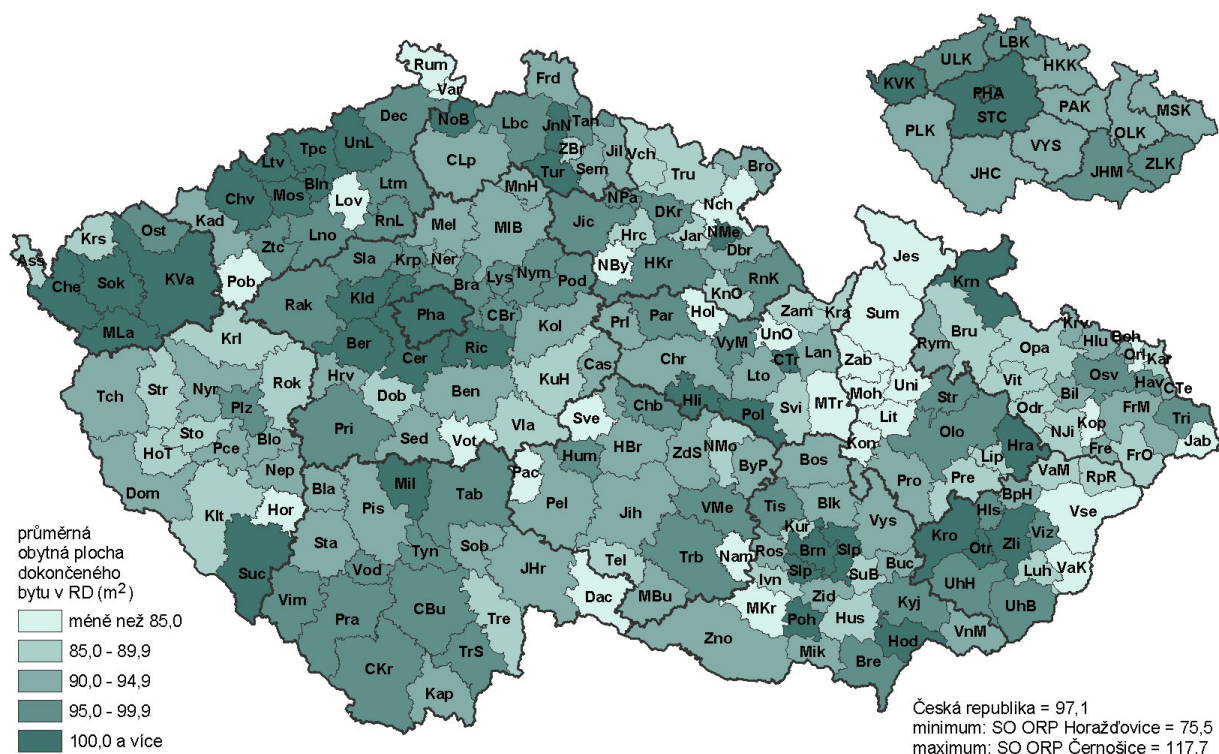 Rum
Frd
Var
Dec
NoB
Lbc
JnN
Tan
ZBr
Jil
Vch
Sem
Tru
Bro
Ltv
Tpc
UnL
CLp
Tur
MnH
Nch
Chv
Mos
Bln
Ltm
Lov
RnL
NPa
Jic
DKr
Kad
Mel
MlB
Hrc
Jar
NMe
Krs
Ost
Ztc
Lno
Dbr
Ass
Sla
Krp
Ner
NBy
HKr
Che
Sok
KVa
Pob
Rak
Kld
Bra
Lys
Nym
Pod
RnK
Pha
CBr
KnO
MLa
Ber
Cer
Ric
Kol
Prl
Par
Hol
Zam
Kra
Krl
Hrv
Cas
VyM
UnO
CTr
Lan
Tch
Str
Nyr
Rok
Dob
Ben
KuH
Chr
Lto
Plz
Hli
Pol
Svi
MTr
Sto
Pce
Blo
Pri
Sed
Vot
Vla
Sve
Chb
HoT
Nep
Pac
Hum
HBr
ZdS
NMo
ByP
Bos
Dom
Klt
Hor
Bla
Mil
Tab
Pel
Jih
VMe
Tis
Blk
Pis
Sta
Suc
Vod
Tyn
Sob
JHr
Tel
Trb
Nam
Kur
Ros
Brn
Slp
Vys
Slp
Ivn
SuB
Buc
Vim
Pra
CBu
Tre
Dac
MBu
MKr
Zid
Hus
Kyj
Poh
CKr
TrS
Zno
Mik
Hod
VnM
Bre
Kap
Jes
Sum
Krn
Bru
Rym
Zab
Moh
Uni
Lit
Kon
Str
Olo
Opa
Vit
Odr
Krv
Hlu
Boh
Orl
Kar
Osv
Hav
CTe
Bil
FrM
Tri
Kop
NJi
Fre
Jab
FrO
Hra
Lip
Pre
Pro
VaM
RpR
BpH
Hls
Vse
Kro
Otr
Zli
Viz
Luh
VaK
UhH
UhB
ULK
LBK
KVK
HKK
PHA
STC
PAK
MSK
PLK
OLK
VYS
JHC
JHM
ZLK
průměrná
obytná plocha
dokončeného
bytu v RD (m²)
méně než 85,0
85,0 - 89,9
90,0 - 94,9
95,0 - 99,9
100,0 a více
Česká republika = 97,1
minimum: SO ORP Horažďovice = 75,5
maximum: SO ORP Černošice = 117,7